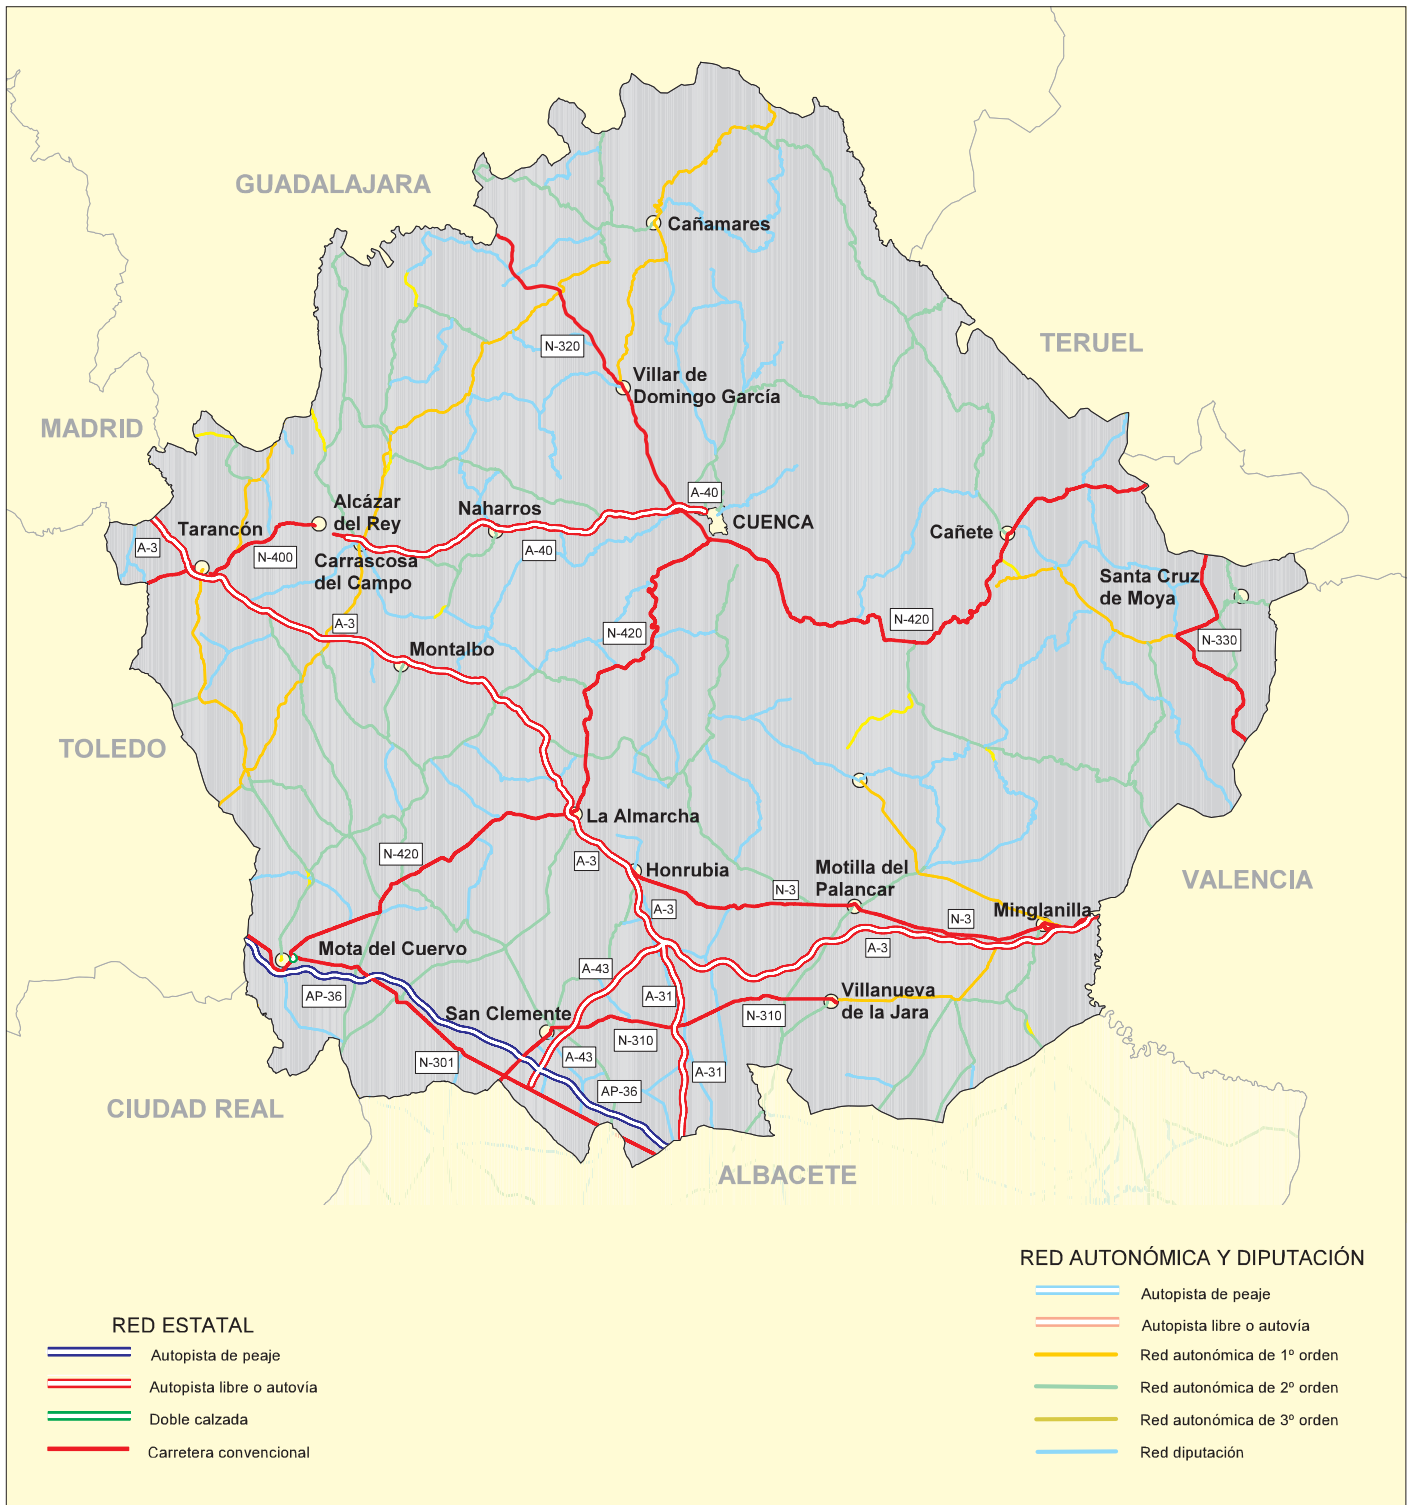 GUADALAJARA
Cañamares
TERUEL
N-320
Villar de
Domingo García
MADRID
A-40
Alcázar
del Rey
Naharros
CUENCA
Tarancón
Cañete
A-3
N-400
A-40
Carrascosa
del Campo
Santa Cruz
de Moya
A-3
N-420
N-420
N-330
Montalbo
TOLEDO
La Almarcha
N-420
A-3
Honrubia
Motilla del
Palancar
VALENCIA
N-3
A-3
Minglanilla
N-3
Mota del Cuervo
A-3
A-43
AP-36
A-31
Villanueva
de la Jara
San Clemente
N-310
N-310
N-301
A-43
A-31
AP-36
CIUDAD REAL
ALBACETE
RED AUTONÓMICA Y DIPUTACIÓN
Autopista de peaje
Autopista libre o autovía
Red autonómica de 1º orden
Red autonómica de 2º orden
Red autonómica de 3º orden
Red diputación
RED ESTATAL
Autopista de peaje
Autopista libre o autovía
Doble calzada
Carretera convencional